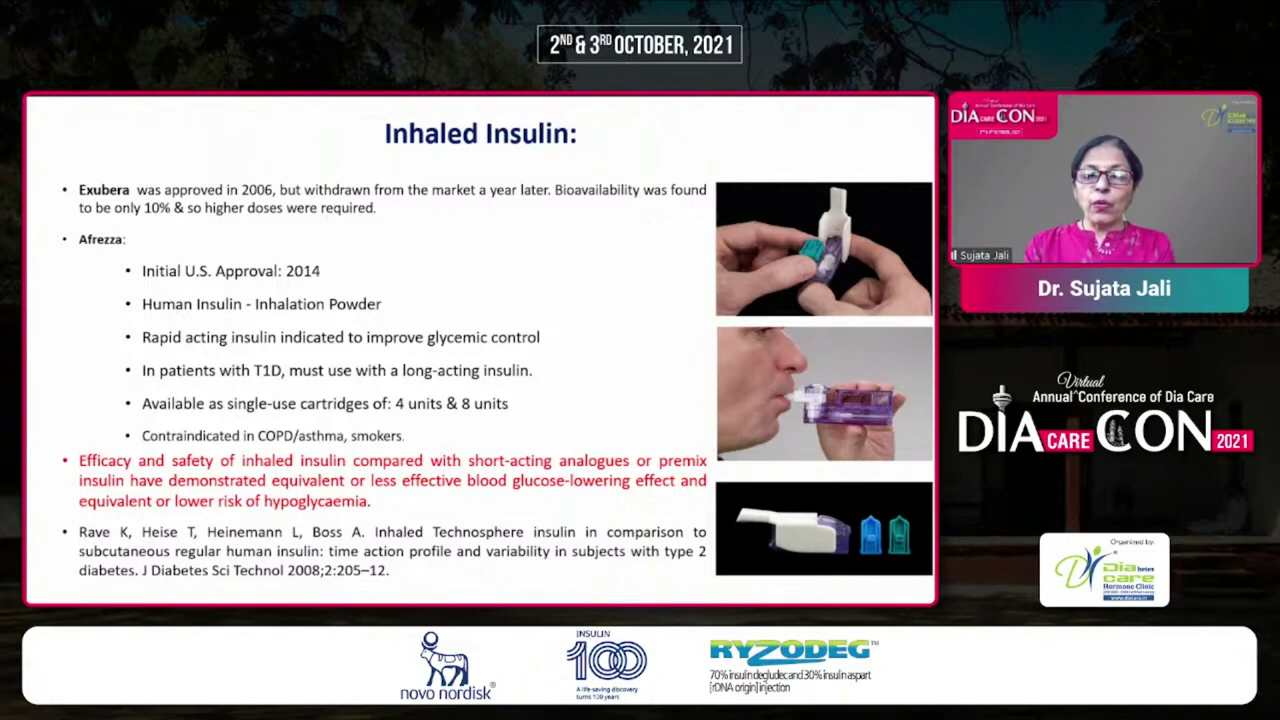 2ND & 3RD OCTOBER, 2021
Inhaled Insulin:
• Exubera was approved in 2006, but withdrawn from the market a year later. Bioavailability was found
to be only 10% & so higher doses were required.
• Afrezza:
• Initial U.S. Approval: 2014
• Human Insulin - Inhalation Powder
• Rapid acting insulin indicated to improve glycemic control
• In patients with T1D, must use with a long-acting insulin.
• Available as single-use cartridges of: 4 units & 8 units
• Contraindicated in COPD/asthma, smokers.
• Efficacy and safety of inhaled insulin compared with short-acting analogues or premix
insulin have demonstrated equivalent or less effective blood glucose-lowering effect and
equivalent or lower risk of hypoglycaemia.
• Rave K, Heise T, Heinemann L, Boss A. Inhaled Technosphere insulin in comparison to
subcutaneous regular human insulin: time action profile and variability in subjects with type 2
diabetes. J Diabetes Sci Technol 2008;2:205–12.
DIA CARE CON 2021
Sujata Jali
Dr. Sujata Jali
Virtual
Annual ^ Conference of Dia Care
DIA CARE CON 2021
Organized by:
Diabetes
care
Hormone Clinic
www.diacare.in
novo nordisk®
INSULIN
100
A life-saving discovery
turns 100 years
RYZODEG™
70% insulin degludec and 30% insulin aspart
[rDNA origin] injection